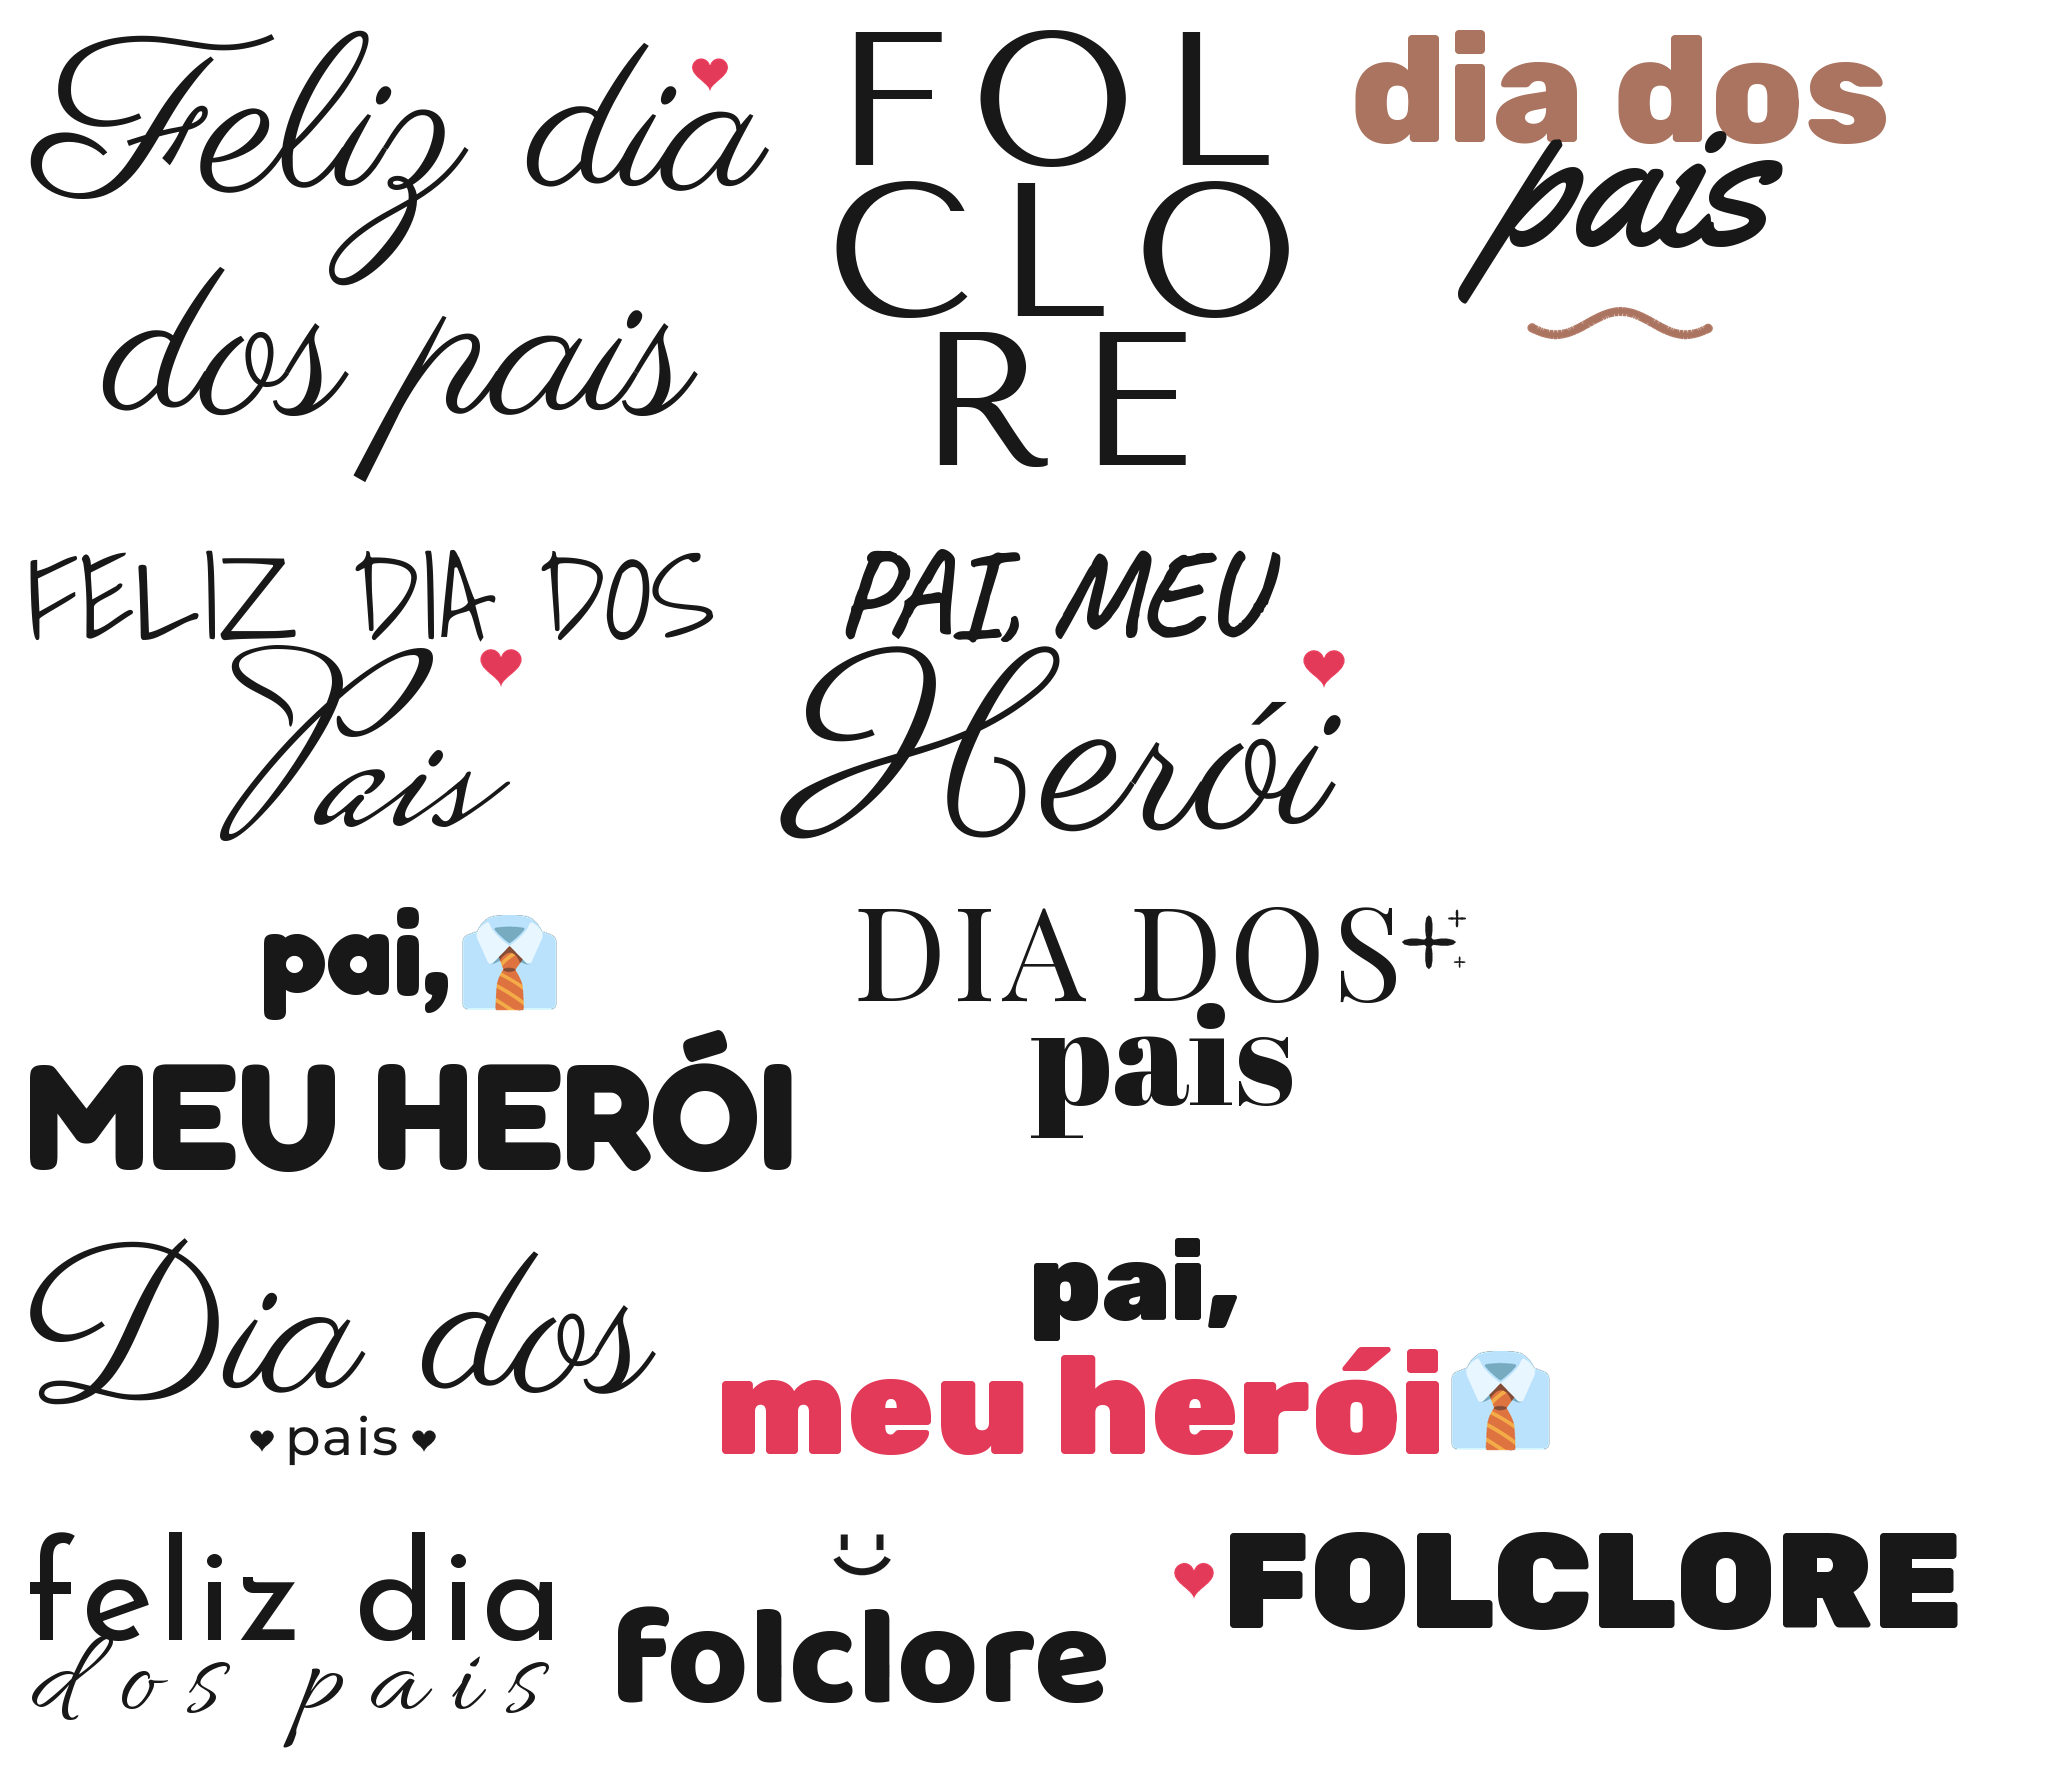 Feliz dia
dos pais
FOL
CLO
RE
dia dos
pais
FELIZ DIA DOS
Pais
PAI, MEU
Herói
pai,
MEU HERÓI
DIA DOS
pais
Dia dos
pais
pai,
meu herói
feliz dia
dos pais
folclore
FOLCLORE